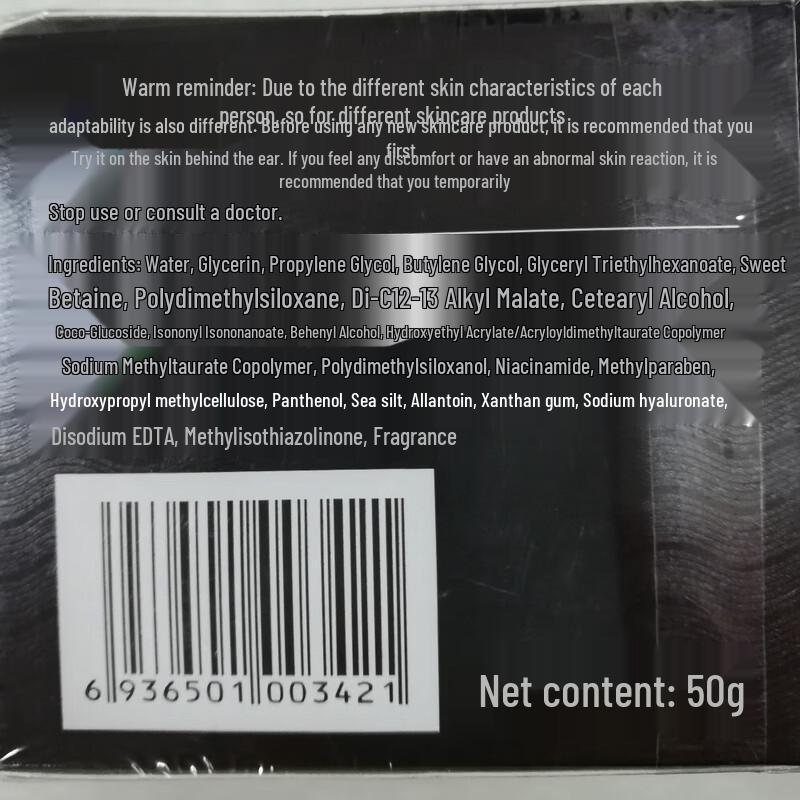 Warm reminder: Due to the different skin characteristics of each
person, so for different skincare products
adaptability is also different. Before using any new skincare product, it is recommended that you
first
Try it on the skin behind the ear. If you feel any discomfort or have an abnormal skin reaction, it is
recommended that you temporarily
Stop use or consult a doctor.
Ingredients: Water, Glycerin, Propylene Glycol, Butylene Glycol, Glyceryl Triethylhexanoate, Sweet
Betaine, Polydimethylsiloxane, Di-C12-13 Alkyl Malate, Cetearyl Alcohol,
Coco-Glucoside, Isononyl Isononanoate, Behenyl Alcohol, Hydroxyethyl Acrylate/Acryloyldimethyltaurate Copolymer
Sodium Methyltaurate Copolymer, Polydimethylsiloxanol, Niacinamide, Methylparaben,
Hydroxypropyl methylcellulose, Panthenol, Sea silt, Allantoin, Xanthan gum, Sodium hyaluronate,
Disodium EDTA, Methylisothiazolinone, Fragrance
6 936501 003421
Net content: 50g